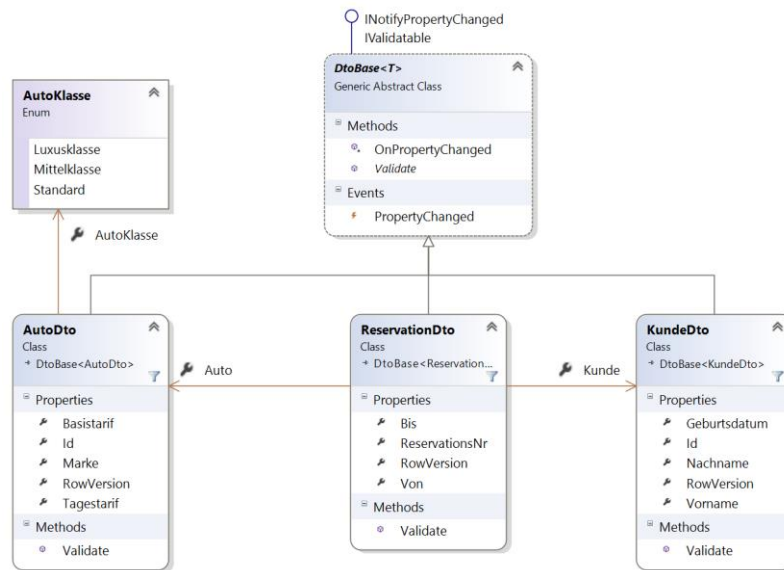 INotifyPropertyChanged
IValidatable
DtoBase<T>
Generic Abstract Class
Methods
OnPropertyChanged
Validate
Events
PropertyChanged
AutoKlasse
Enum
Luxusklasse
Mittelklasse
Standard
AutoKlasse
AutoDto
Class
DtoBase<AutoDto>
Properties
Basistarif
Id
Marke
RowVersion
Tagestarif
Methods
Validate
Auto
ReservationDto
Class
DtoBase<Reservation...
Properties
Bis
ReservationsNr
RowVersion
Von
Methods
Validate
Kunde
KundeDto
Class
DtoBase<KundeDto>
Properties
Geburtsdatum
Id
Nachname
RowVersion
Vorname
Methods
Validate